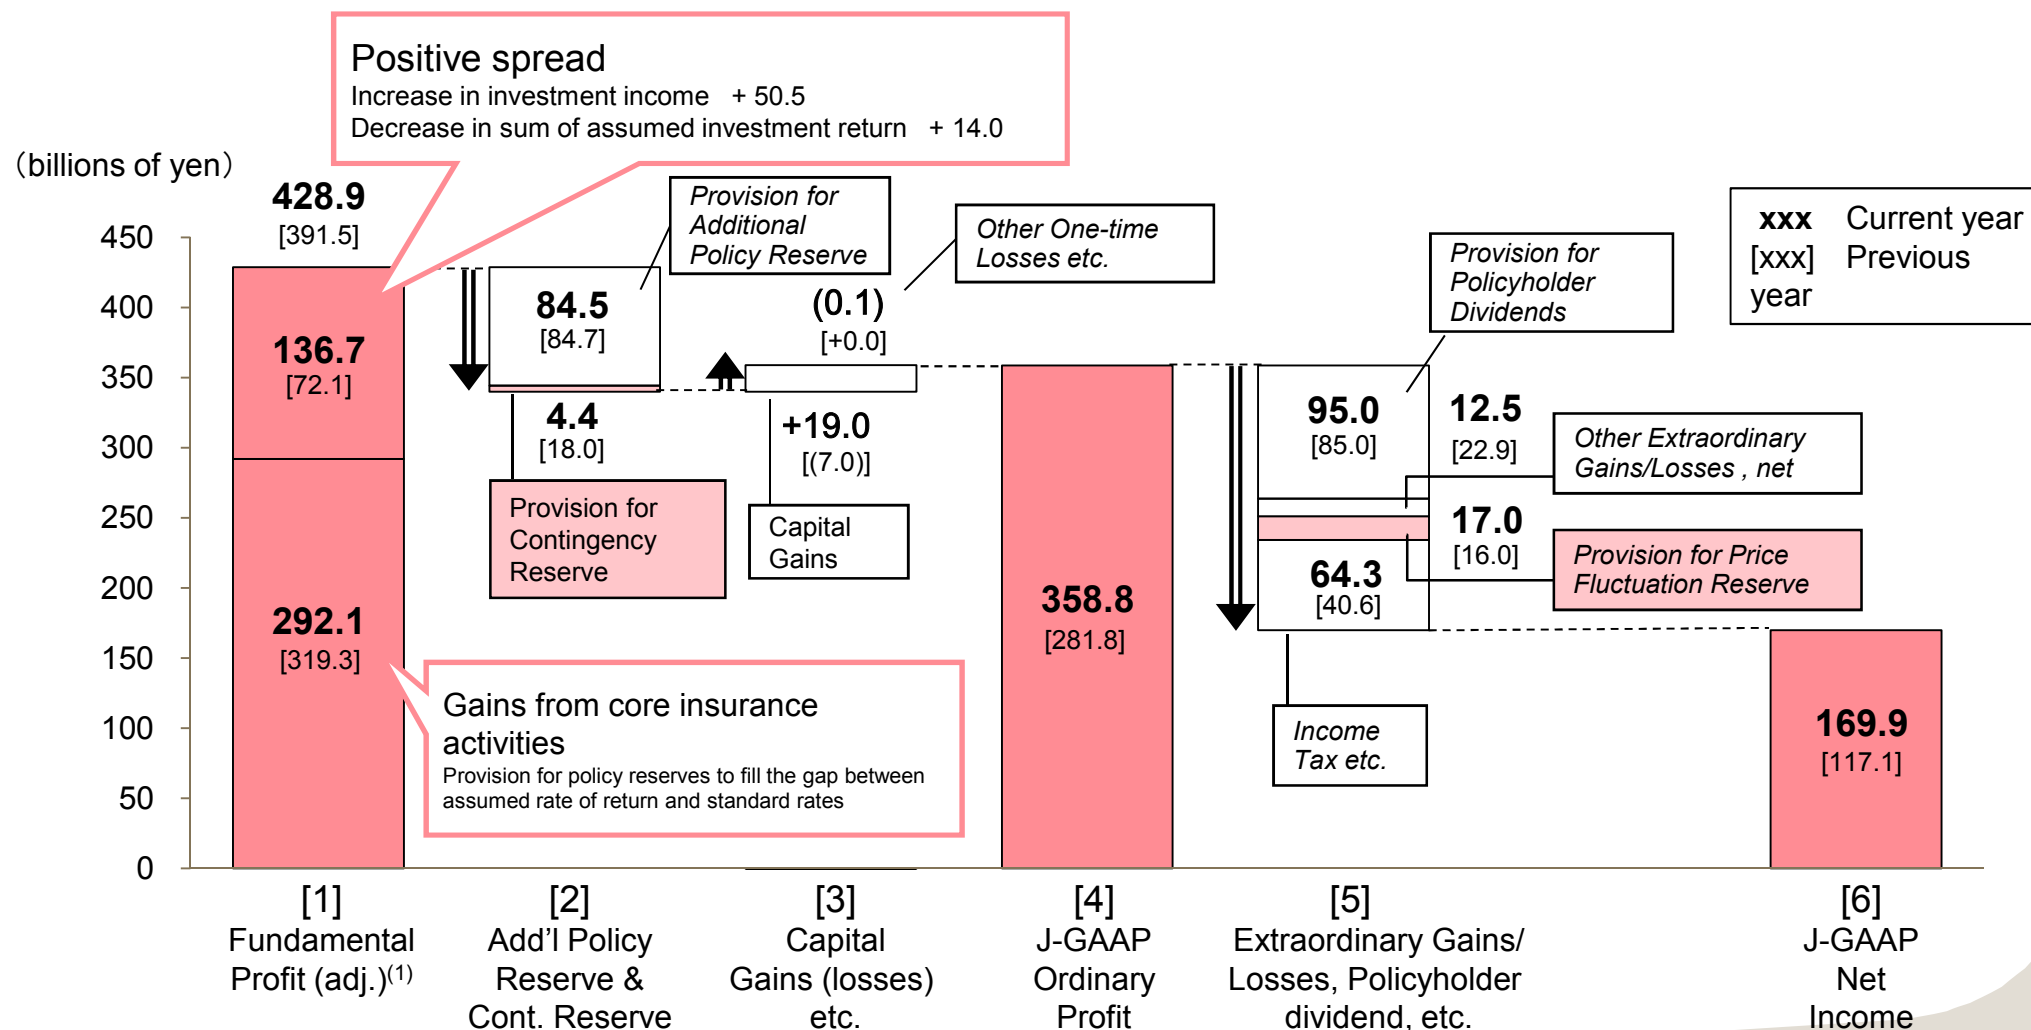 Positive spread
Increase in investment income + 50.5
Decrease in sum of assumed investment return + 14.0
（billions of yen）
428.9
[391.5]
Provision for
Additional
Policy Reserve
Other One-time
Losses etc.
Provision for
Policyholder
Dividends
xxx Current year
[xxx] Previous
year
450
400
350
300
250
200
150
100
50
0
136.7
[72.1]
292.1
[319.3]
84.5
[84.7]
4.4
[18.0]
Provision for
Contingency
Reserve
(0.1)
[+0.0]
+19.0
[(7.0)]
Capital
Gains
358.8
[281.8]
95.0
[85.0]
12.5
[22.9]
Other Extraordinary
Gains/Losses , net
17.0
[16.0]
Provision for Price
Fluctuation Reserve
64.3
[40.6]
Income
Tax etc.
169.9
[117.1]
Gains from core insurance
activities
Provision for policy reserves to fill the gap between
assumed rate of return and standard rates
[1]
Fundamental
Profit (adj.)(1)
[2]
Add’l Policy
Reserve &
Cont. Reserve
[3]
Capital
Gains (losses)
etc.
[4]
J-GAAP
Ordinary
Profit
[5]
Extraordinary Gains/
Losses, Policyholder
dividend, etc.
[6]
J-GAAP
Net
Income